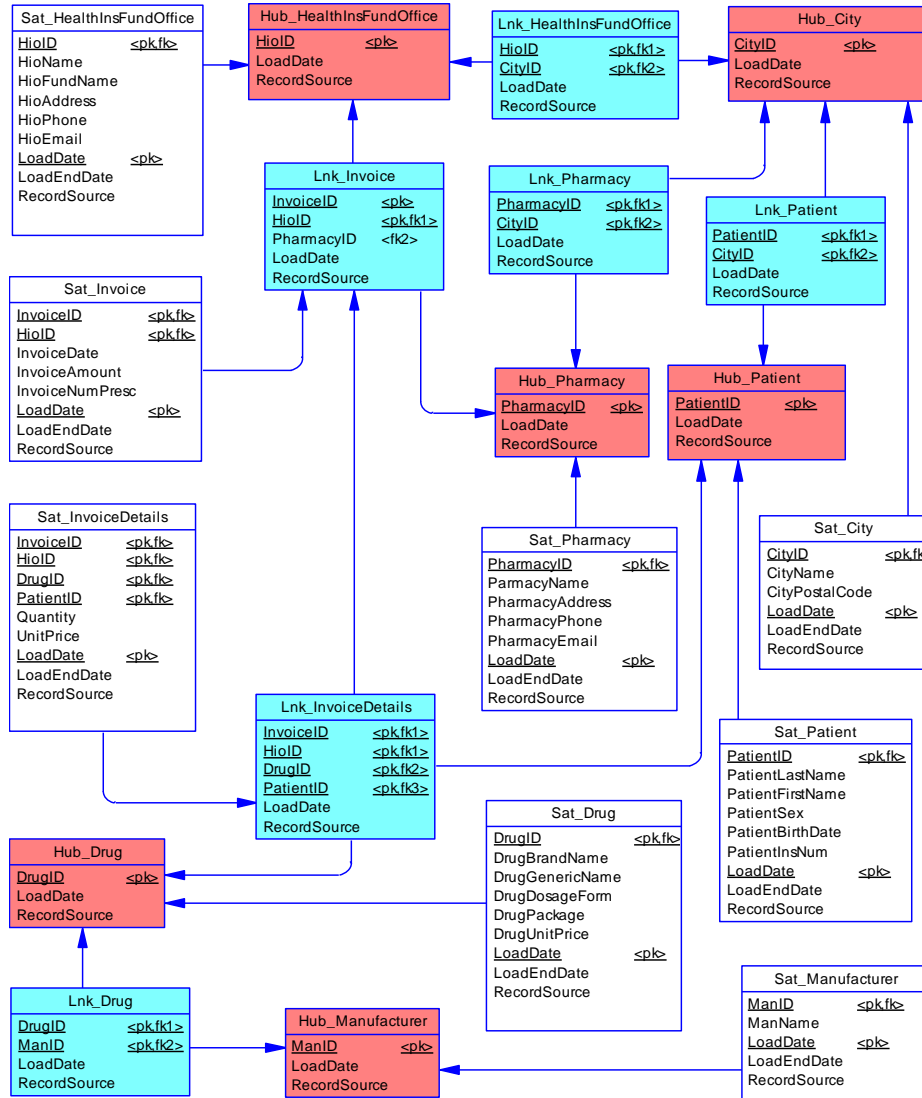 Sat_HealthInsFundOffice
HioID <pk,fk>
HioName
HioFundName
HioAddress
HioPhone
HioEmail
LoadDate <pk>
LoadEndDate
RecordSource
Hub_HealthInsFundOffice
HioID <pk>
LoadDate
RecordSource
Lnk_HealthInsFundOffice
HioID <pk,fk1>
CityID <pk,fk2>
LoadDate
RecordSource
Hub_City
CityID <pk>
LoadDate
RecordSource
Lnk_Invoice
InvoiceID <pk>
HioID <pk,fk1>
PharmacyID <fk2>
LoadDate
RecordSource
Lnk_Pharmacy
PharmacyID <pk,fk1>
CityID <pk,fk2>
LoadDate
RecordSource
Lnk_Patient
PatientID <pk,fk1>
CityID <pk,fk2>
LoadDate
RecordSource
Sat_Invoice
InvoiceID <pk,fk>
HioID <pk,fk>
InvoiceDate
InvoiceAmount
InvoiceNumPresc
LoadDate <pk>
LoadEndDate
RecordSource
Hub_Pharmacy
PharmacyID <pk>
LoadDate
RecordSource
Hub_Patient
PatientID <pk>
LoadDate
RecordSource
Sat_InvoiceDetails
InvoiceID <pk,fk>
HioID <pk,fk>
DrugID <pk,fk>
PatientID <pk,fk>
Quantity
UnitPrice
LoadDate <pk>
LoadEndDate
RecordSource
Sat_Pharmacy
PharmacyID <pk,fk>
ParmacyName
PharmacyAddress
PharmacyPhone
PharmacyEmail
LoadDate <pk>
LoadEndDate
RecordSource
Sat_City
CityID <pk,fk
CityName
CityPostalCode
LoadDate <pk>
LoadEndDate
RecordSource
Lnk_InvoiceDetails
InvoiceID <pk,fk1>
HioID <pk,fk1>
DrugID <pk,fk2>
PatientID <pk,fk3>
LoadDate
RecordSource
Sat_Patient
PatientID <pk,fk>
PatientLastName
PatientFirstName
PatientSex
PatientBirthDate
PatientInsNum
LoadDate <pk>
LoadEndDate
RecordSource
Hub_Drug
DrugID <pk>
LoadDate
RecordSource
Sat_Drug
DrugID <pk,fk>
DrugBrandName
DrugGenericName
DrugDosageForm
DrugPackage
DrugUnitPrice
LoadDate <pk>
LoadEndDate
RecordSource
Lnk_Drug
DrugID <pk,fk1>
ManID <pk,fk2>
LoadDate
RecordSource
Hub_Manufacturer
ManID <pk>
LoadDate
RecordSource
Sat_Manufacturer
ManID <pk,fk>
ManName
LoadDate <pk>
LoadEndDate
RecordSource